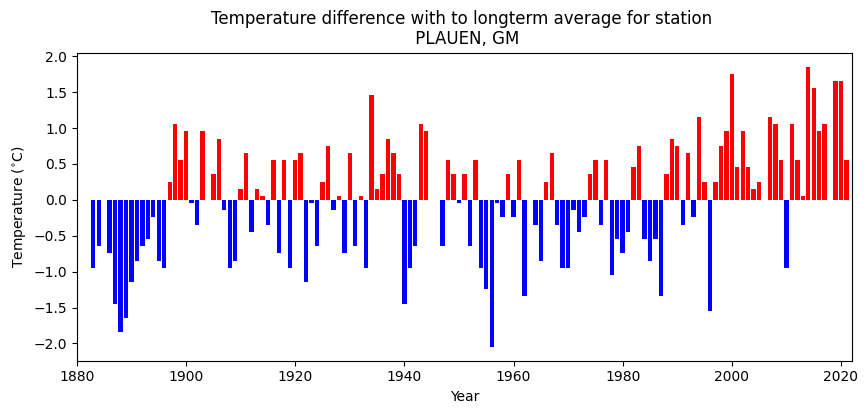 Temperature difference with to longterm average for station
PLAUEN, GM
2.0
1.5
1.0
0.5
0.0
−0.5
−1.0
−1.5
−2.0
Temperature (°C)
1880 1900 1920 1940 1960 1980 2000 2020
Year